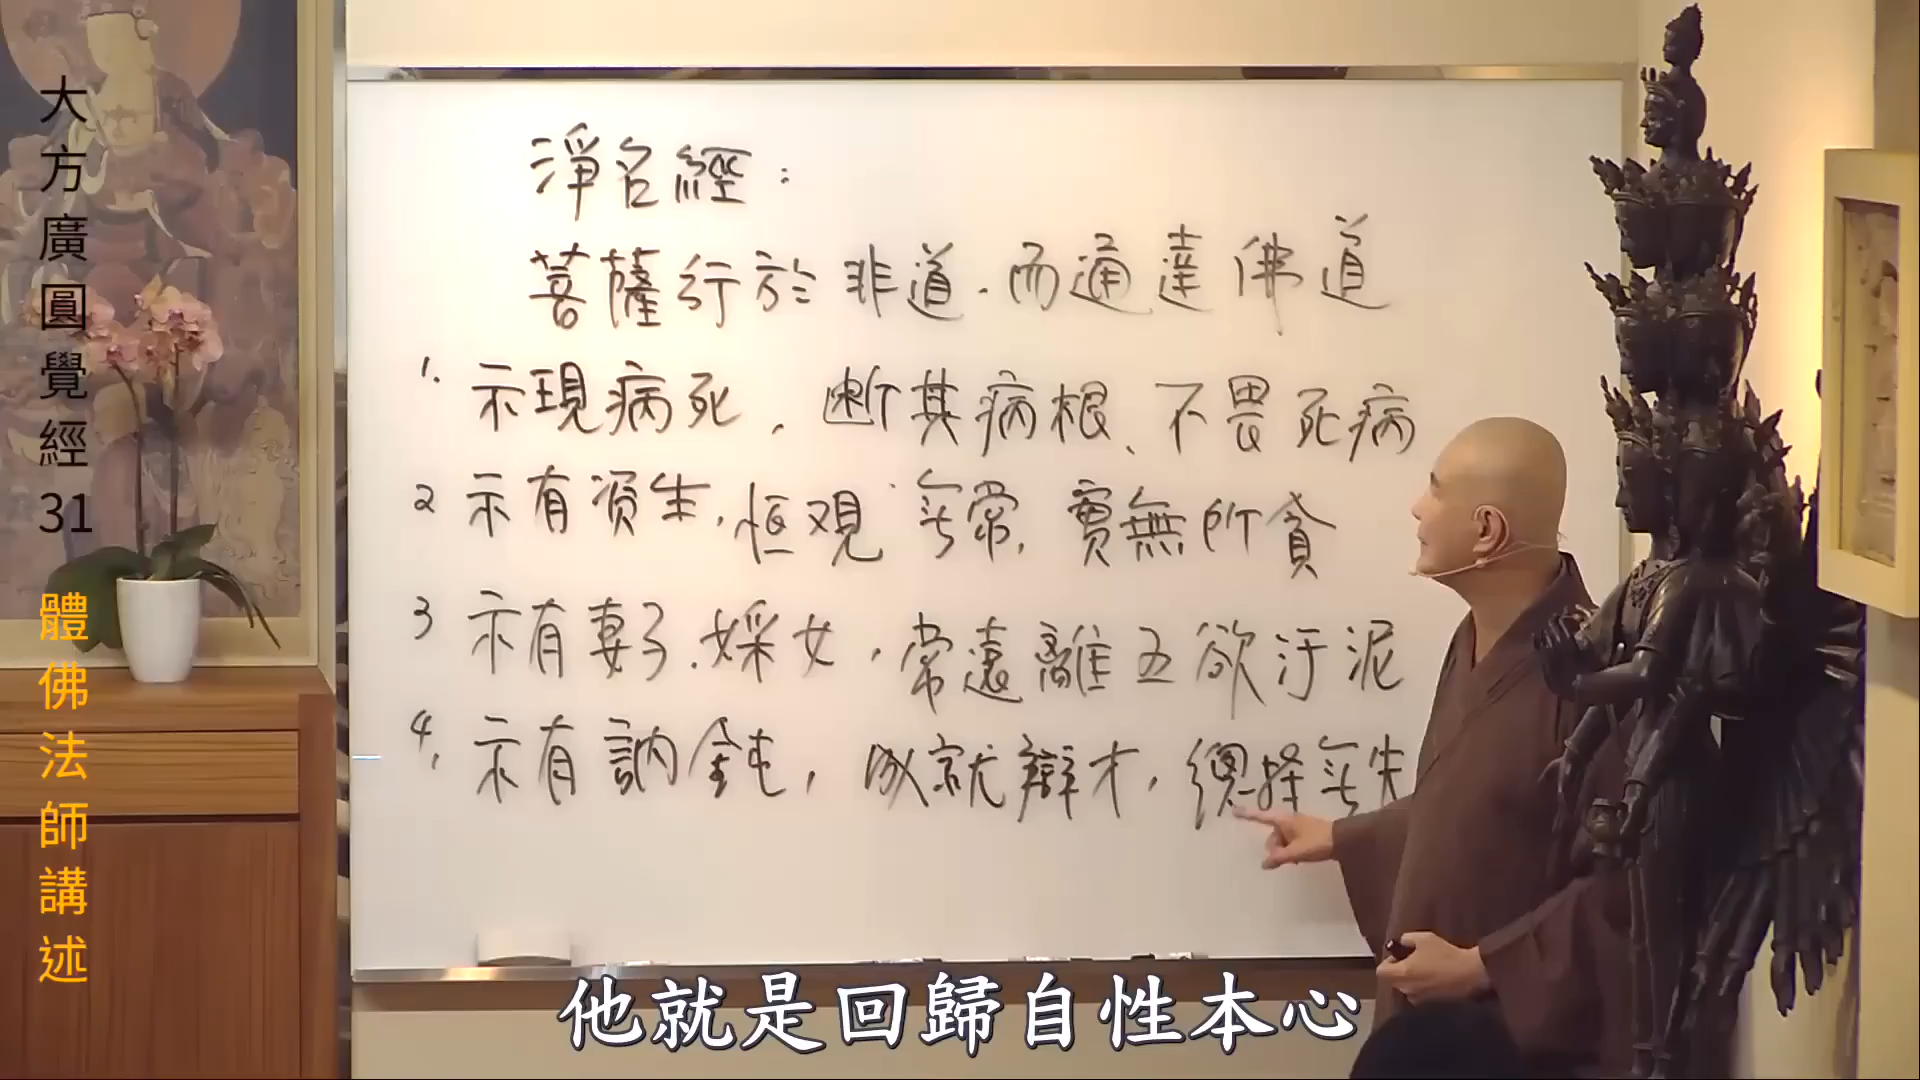 大方廣圓覺經31 體佛法師講述
淨名經:
菩薩行於非道.而通達佛道
1. 示現病死,斷其病根、不畏死病
2 示有資生,恒观无常,實無所貪
3 示有妻子.婇女,常遠離五欲汙泥
4. 示有訥鈍,成就辯才,總持无失
他就是回歸自性本心